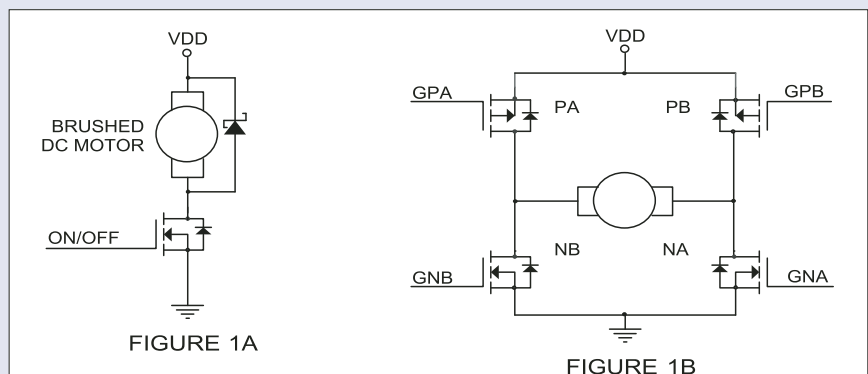 VDD
BRUSHED
DC MOTOR
ON/OFF
FIGURE 1A
VDD
GPA
PA
PB
GPB
NB
NA
GNB
GNA
FIGURE 1B